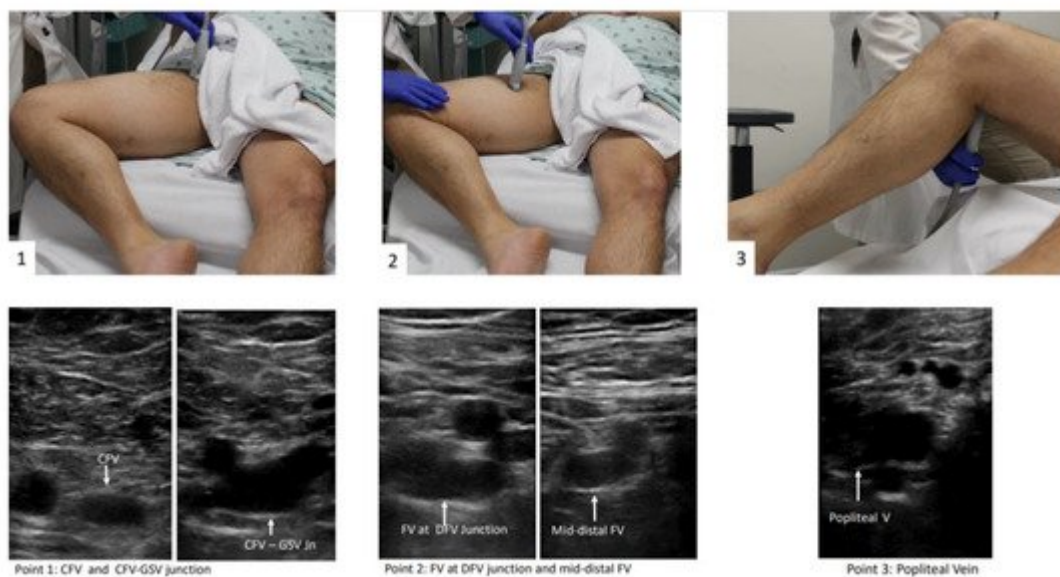 1
2
3
CFV
CFV – GSV Jn
FV at DFV Junction
Mid-distal FV
Popliteal V
Point 1: CFV and CFV-GSV junction
Point 2: FV at DFV junction and mid-distal FV
Point 3: Popliteal Vein